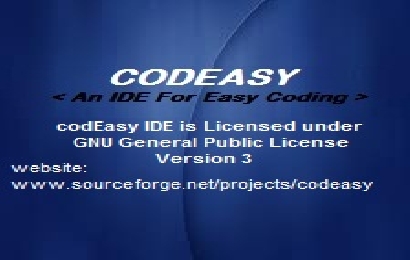 CODEASY
< An IDE For Easy Coding >
codEasy IDE is Licensed under
GNU General Public License
Version 3
website:
www.sourceforge.net/projects/codeasy